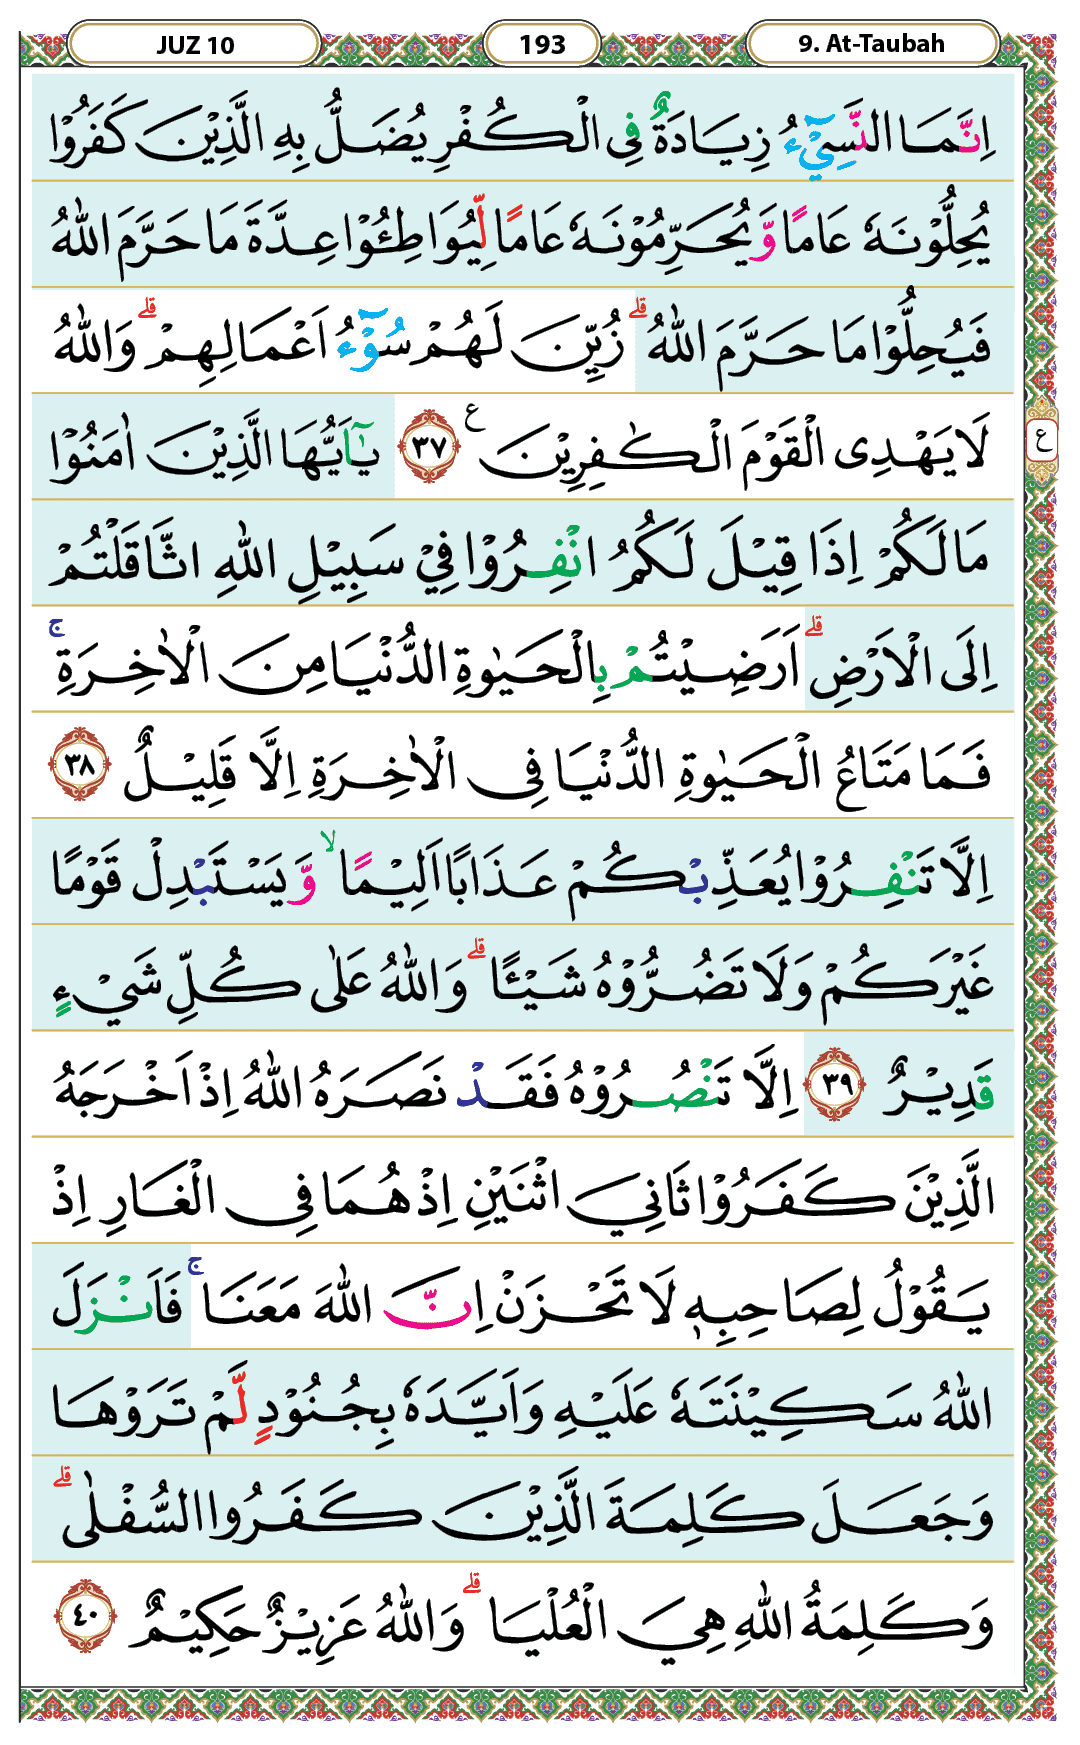 JUZ 10
193
9. At-Taubah
اِنَّمَا النَّسِيْۤءُ زِيَادَةٌ فِى الْكُفْرِ يُضَلُّ بِهِ الَّذِيْنَ كَفَرُوْا
يُحِلُّوْنَهٗ عَامًا وَّيُحَرِّمُوْنَهٗ عَامًا لِّيُوَاطِـُٔوْا عِدَّةَ مَا حَرَّمَ اللّٰهُ
فَيُحِلُّوْا مَا حَرَّمَ اللّٰهُ ۗ زُيِّنَ لَهُمْ سُوْۤءُ اَعْمَالِهِمْ ۗ وَاللّٰهُ
لَا يَهْدِى الْقَوْمَ الْكٰفِرِيْنَ ࣖ ٣٧ يٰٓاَيُّهَا الَّذِيْنَ اٰمَنُوْا
ع
مَا لَكُمْ اِذَا قِيْلَ لَكُمُ انْفِرُوْا فِيْ سَبِيْلِ اللّٰهِ اثَّاقَلْتُمْ
اِلَى الْاَرْضِ ۗ اَرَضِيْتُمْ بِالْحَيٰوةِ الدُّنْيَا مِنَ الْاٰخِرَةِ ۚ
فَمَا مَتَاعُ الْحَيٰوةِ الدُّنْيَا فِى الْاٰخِرَةِ اِلَّا قَلِيْلٌ ٣٨
اِلَّا تَنْفِرُوْا يُعَذِّبْكُمْ عَذَابًا اَلِيْمًا ۙ وَّيَسْتَبْدِلْ قَوْمًا
غَيْرَكُمْ وَلَا تَضُرُّوْهُ شَيْـًٔا ۗ وَاللّٰهُ عَلٰى كُلِّ شَيْءٍ
قَدِيْرٌ ٣٩ اِلَّا تَنْصُرُوْهُ فَقَدْ نَصَرَهُ اللّٰهُ اِذْ اَخْرَجَهُ
الَّذِيْنَ كَفَرُوْا ثَانِيَ اثْنَيْنِ اِذْ هُمَا فِى الْغَارِ اِذْ
يَقُوْلُ لِصَاحِبِهٖ لَا تَحْزَنْ اِنَّ اللّٰهَ مَعَنَا ۚ فَاَنْزَلَ
اللّٰهُ سَكِيْنَتَهٗ عَلَيْهِ وَاَيَّدَهٗ بِجُنُوْدٍ لَّمْ تَرَوْهَا
وَجَعَلَ كَلِمَةَ الَّذِيْنَ كَفَرُوا السُّفْلٰى ۗ
وَكَلِمَةُ اللّٰهِ هِيَ الْعُلْيَا ۗ وَاللّٰهُ عَزِيْزٌ حَكِيْمٌ ٤٠